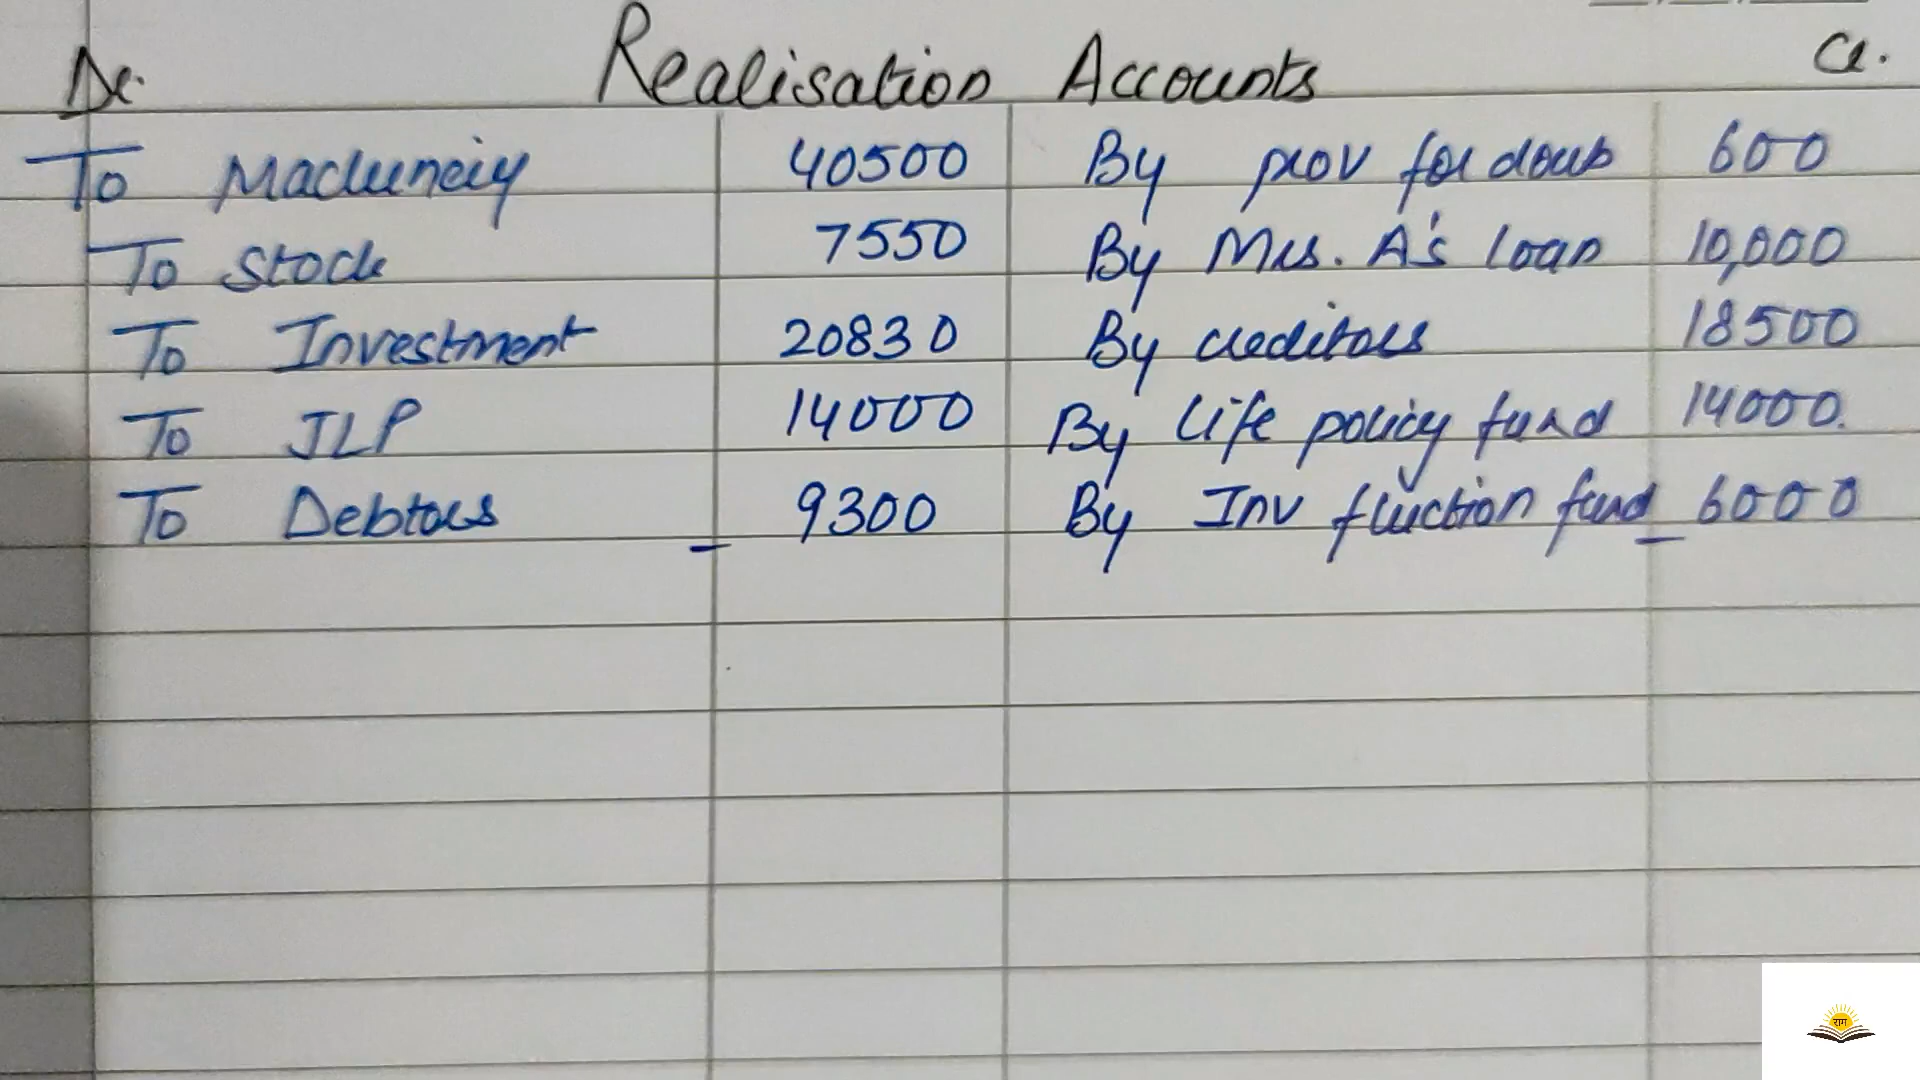 Dr. Realisation Accounts Cr.
To Machinery 40500 By prov for doub 600
To Stock 7550 By Mrs. A's loan 10,000
To Investment 20830 By creditors 18500
To JLP 14000 By Life policy fund 14000.
To Debtors 9300 By Inv fluction fund 6000
राम